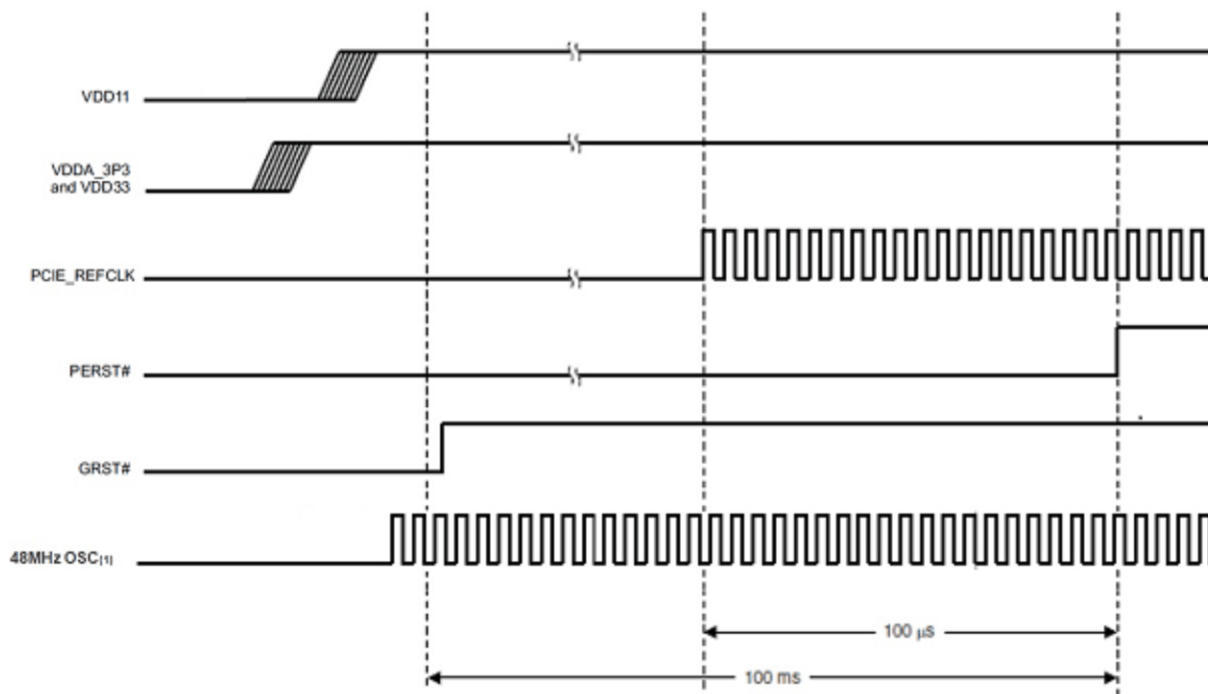 VDD11
VDDA_3P3
and VDD33
PCIE_REFCLK
PERST#
GRST#
48MHz OSC[1]
100 µs
100 ms